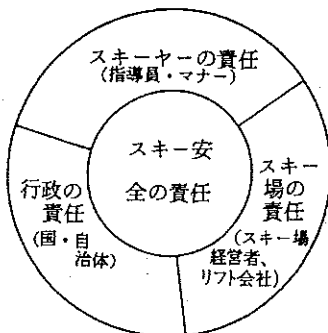 スキーヤーの責任
(指導員・マナー)
スキー安
全の責任
行政の
責任
(国・自
治体)
スキー
場の
責任
(スキー場
経営者、
リフト会社)